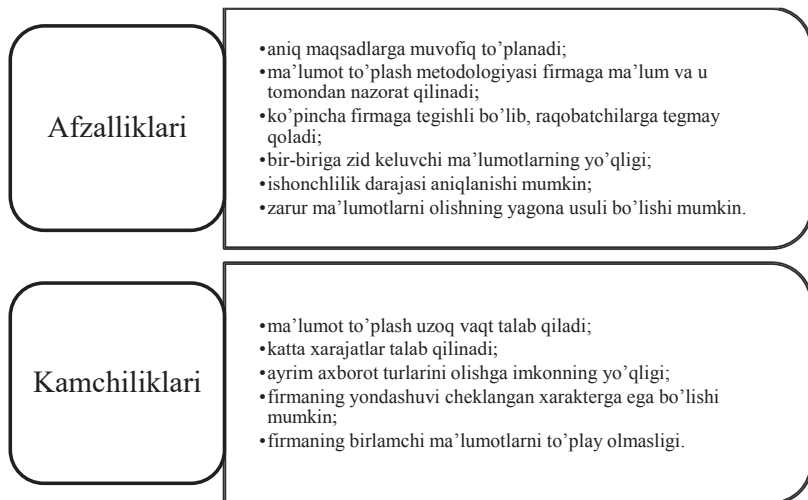 Afzalliklari
•aniq maqsadlarga muvofiq to’planadi;
•ma’lumot to’plash metodologiyasi firmaga ma’lum va u
tomondan nazorat qilinadi;
•ko’pincha firmaga tegishli bo’lib, raqobatchilarga tegmay
qoladi;
•bir-biriga zid keluvchi ma’lumotlarning yo’qligi;
•ishonchlilik darajasi aniqlanishi mumkin;
•zarur ma’lumotlarni olishning yagona usuli bo’lishi mumkin.
Kamchiliklari
•ma’lumot to’plash uzoq vaqt talab qiladi;
•katta xarajatlar talab qilinadi;
•ayrim axborot turlarini olishga imkonning yo’qligi;
•firmaning yondashuvi cheklangan xarakterga ega bo’lishi
mumkin;
•firmaning birlamchi ma’lumotlarni to’play olmasligi.